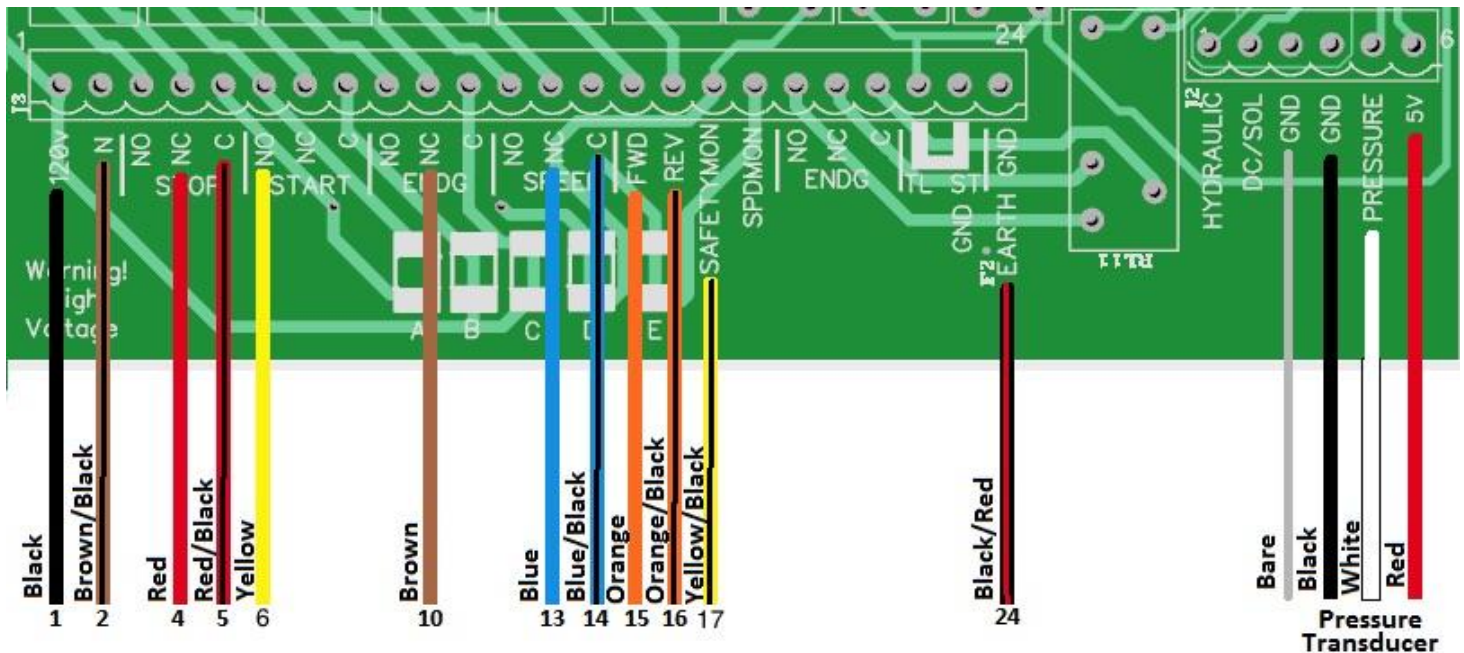 1
24
6
J3
J2
120v
N
NO
NC
C
STOP
NO
NC
C
START
NO
NC
C
ENDG
NO
NC
C
SPEED
FWD
REV
SAFETYMON
SPDMON
NO
NC
C
ENDG
TL ST
GND
EARTH GND
F2
RL11
HYDRAULIC
DC/SOL
GND
GND
PRESSURE
5V
Warning!
Voltage
A
B
C
D
E
Black
Brown/Black
Red
Red/Black
Yellow
Brown
Blue
Blue/Black
Orange
Orange/Black
Yellow/Black
Black/Red
Bare
Black
White
Red
1
2
4
5
6
10
13
14
15
16
17
24
Pressure
Transducer